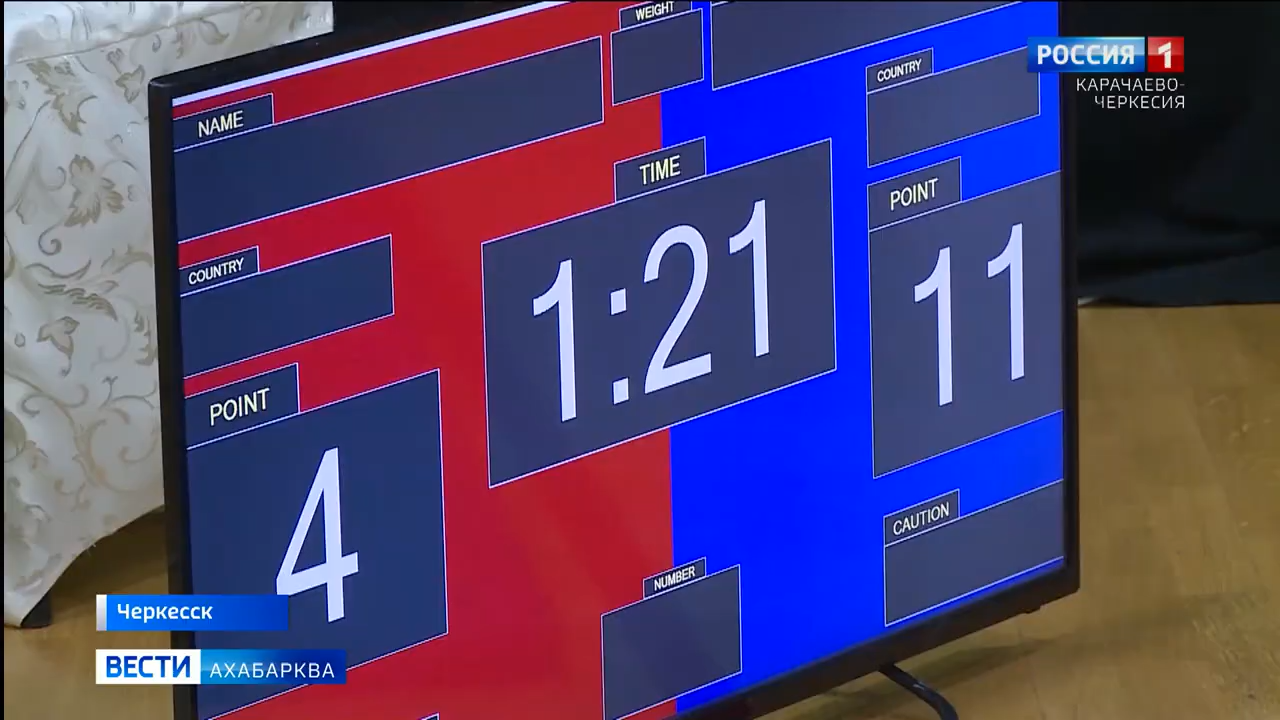 WEIGHT
РОССИЯ 1
КАРАЧАЕВО-
ЧЕРКЕСИЯ
NAME
COUNTRY
TIME
1:21
COUNTRY
POINT
11
POINT
4
CAUTION
NUMBER
Черкесск
ВЕСТИ АХАБАРКВА